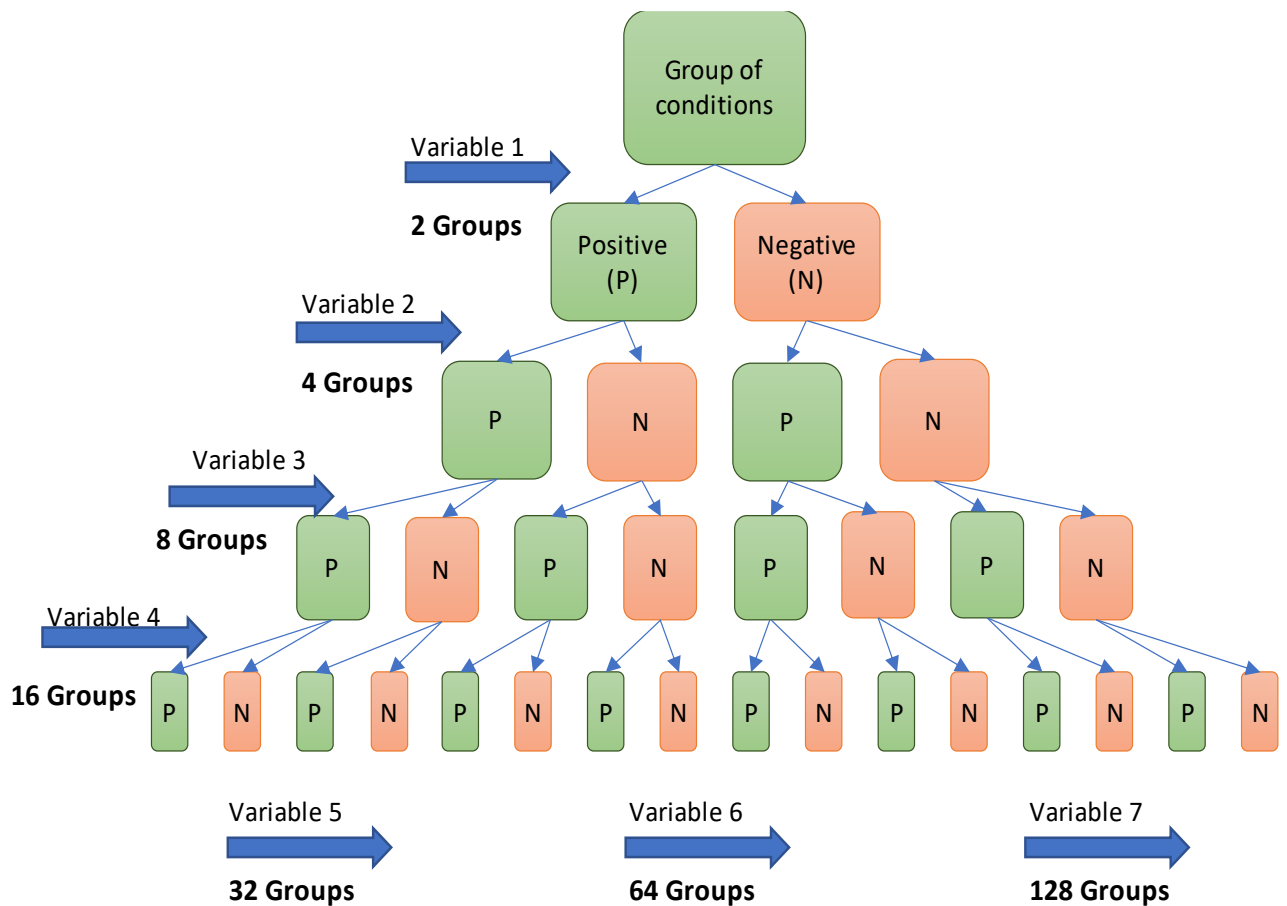 Group of
conditions
Variable 1
2 Groups
Positive
(P)
Negative
(N)
Variable 2
4 Groups
P
N
P
N
Variable 3
8 Groups
P
N
P
N
P
N
P
N
Variable 4
16 Groups
P
N
P
N
P
N
P
N
P
N
P
N
P
N
P
N
Variable 5
32 Groups
Variable 6
64 Groups
Variable 7
128 Groups